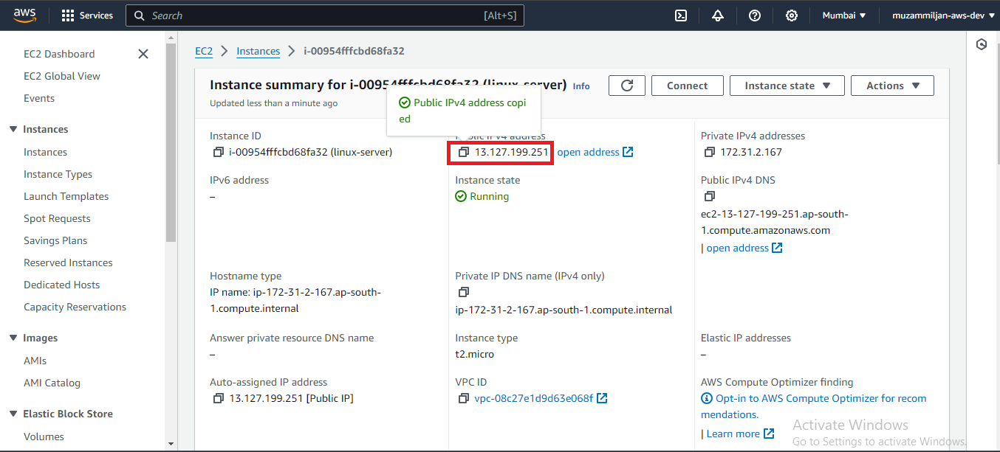 aws
Services
Search
[Alt+S]
Mumbai
muzammiljan-aws-dev
EC2 Dashboard
EC2 Global View
Events
Instances
Instances
Instance Types
Launch Templates
Spot Requests
Savings Plans
Reserved Instances
Dedicated Hosts
Capacity Reservations
Images
AMIs
AMI Catalog
Elastic Block Store
Volumes
EC2 > Instances > i-00954fffcbd68fa32
Instance summary for i-00954fffcbd68fa32 (linux-server) Info
Updated less than a minute ago
Connect
Instance state
Actions
Public IPv4 address copi
ed
Instance ID
i-00954fffcbd68fa32 (linux-server)
Public IPv4 address
13.127.199.251 open address
Private IPv4 addresses
172.31.2.167
IPv6 address
–
Instance state
Running
Public IPv4 DNS
ec2-13-127-199-251.ap-south-
1.compute.amazonaws.com
| open address
Hostname type
IP name: ip-172-31-2-167.ap-south-
1.compute.internal
Private IP DNS name (IPv4 only)
ip-172-31-2-167.ap-south-1.compute.internal
Answer private resource DNS name
–
Instance type
t2.micro
Elastic IP addresses
–
Auto-assigned IP address
13.127.199.251 [Public IP]
VPC ID
vpc-08c27e1d9d63e068f
AWS Compute Optimizer finding
Opt-in to AWS Compute Optimizer for recom
mendations.
| Learn more
Activate Windows
Go to Settings to activate Windows.